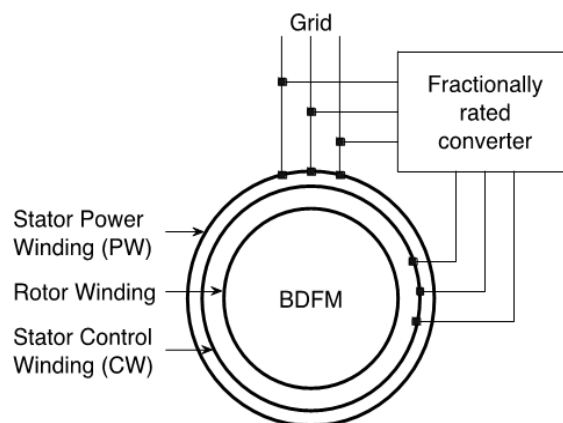 Grid
Fractionally
rated
converter
Stator Power
Winding (PW)
Rotor Winding
BDFM
Stator Control
Winding (CW)